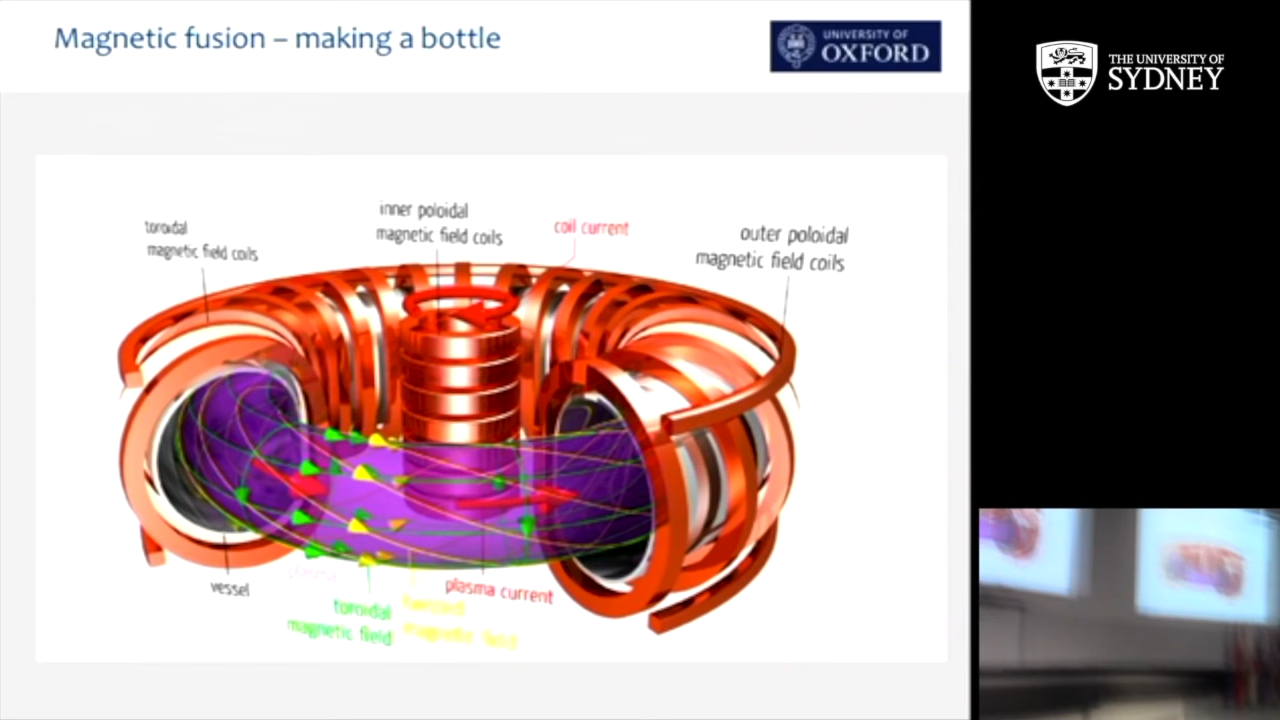 Magnetic fusion – making a bottle
UNIVERSITY OF
OXFORD
THE UNIVERSITY OF
SYDNEY
toroidal
magnetic field coils
inner poloidal
magnetic field coils
coil current
outer poloidal
magnetic field coils
vessel
plasma
plasma current
toroidal
magnetic field
magnetic field